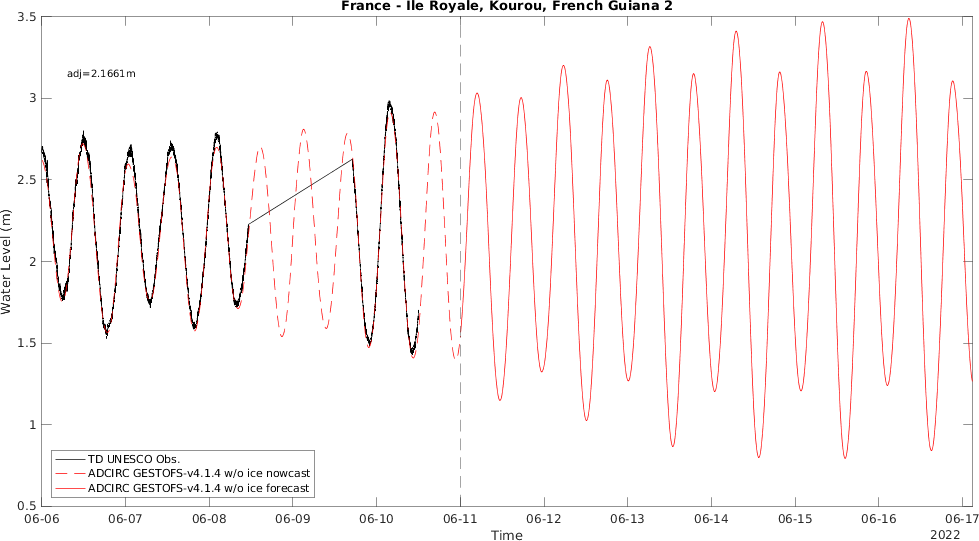 France - Ile Royale, Kourou, French Guiana 2
3.5
adj=2.1661m
3
2.5
2
1.5
1
0.5
Water Level (m)
TD UNESCO Obs.
ADCIRC GESTOFS-v4.1.4 w/o ice nowcast
ADCIRC GESTOFS-v4.1.4 w/o ice forecast
06-06 06-07 06-08 06-09 06-10 06-11 06-12 06-13 06-14 06-15 06-16 06-17
Time
2022